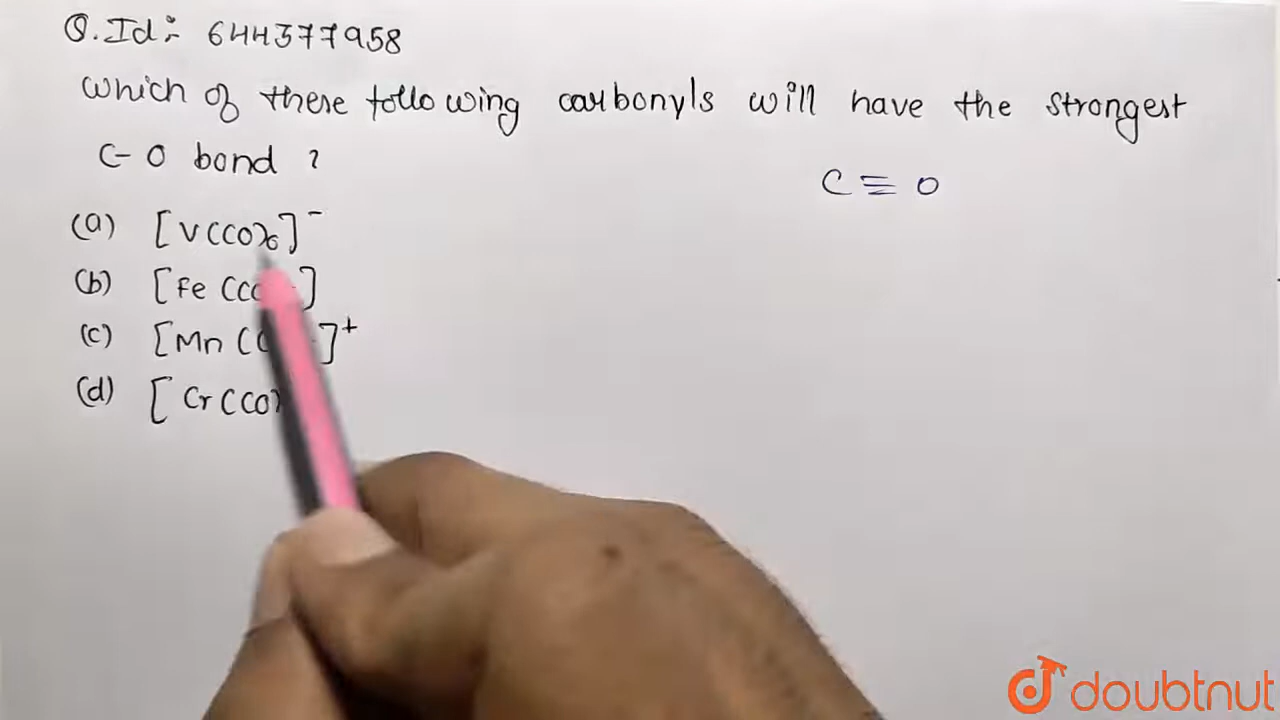 Q.Id:- 644377958
Which of these following carbonyls will have the strongest
C-O bond ?
C≡O
(a) [V(CO)6]⁻
(b) [Fe (CO ]
(c) [Mn (C ]⁺
(d) [Cr(CO)
doubtnut